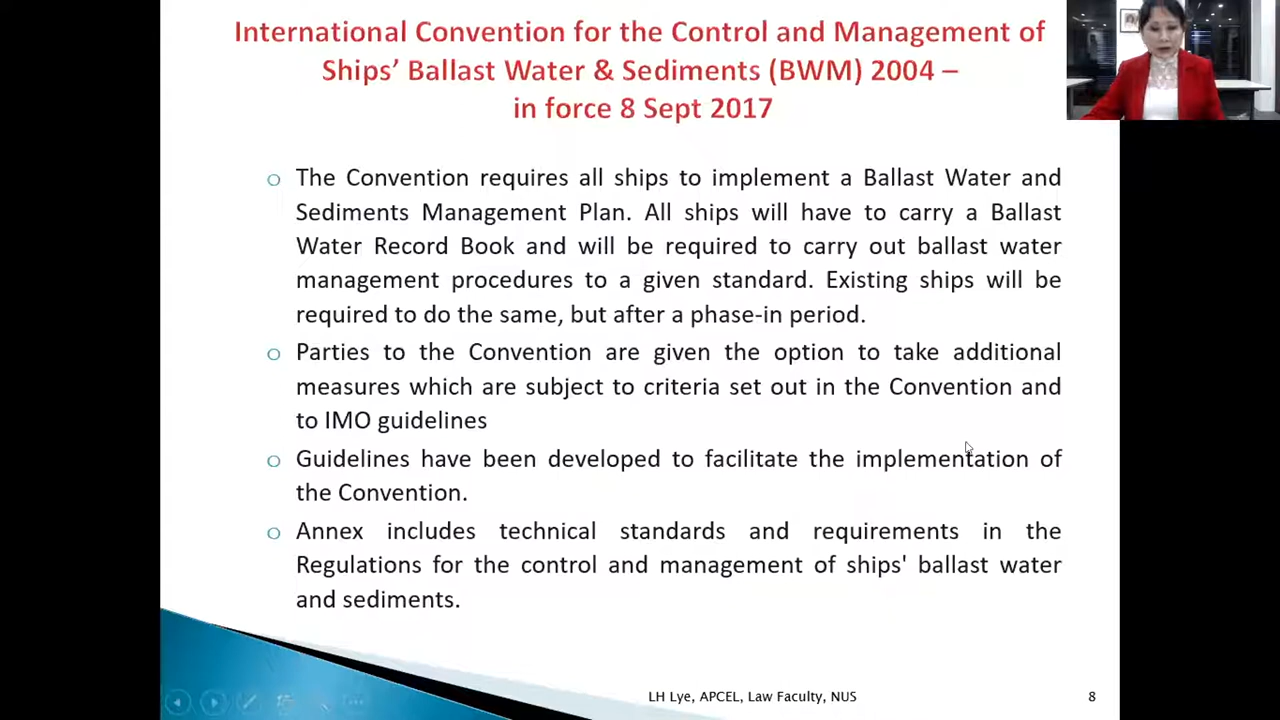 International Convention for the Control and Management of
Ships’ Ballast Water & Sediments (BWM) 2004 –
in force 8 Sept 2017
The Convention requires all ships to implement a Ballast Water and
Sediments Management Plan. All ships will have to carry a Ballast
Water Record Book and will be required to carry out ballast water
management procedures to a given standard. Existing ships will be
required to do the same, but after a phase-in period.
Parties to the Convention are given the option to take additional
measures which are subject to criteria set out in the Convention and
to IMO guidelines
Guidelines have been developed to facilitate the implementation of
the Convention.
Annex includes technical standards and requirements in the
Regulations for the control and management of ships' ballast water
and sediments.
LH Lye, APCEL, Law Faculty, NUS
8